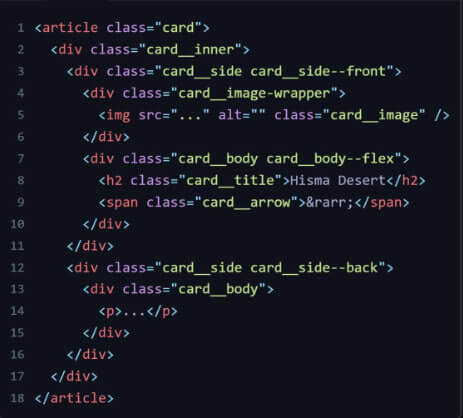 1 <article class="card">
2   <div class="card__inner">
3     <div class="card__side card__side--front">
4       <div class="card__image-wrapper">
5         <img src="..." alt="" class="card__image" />
6       </div>
7       <div class="card__body card__body--flex">
8         <h2 class="card__title">Hisma Desert</h2>
9         <span class="card__arrow">&rarr;</span>
10       </div>
11     </div>
12     <div class="card__side card__side--back">
13       <div class="card__body">
14         <p>...</p>
15       </div>
16     </div>
17   </div>
18 </article>